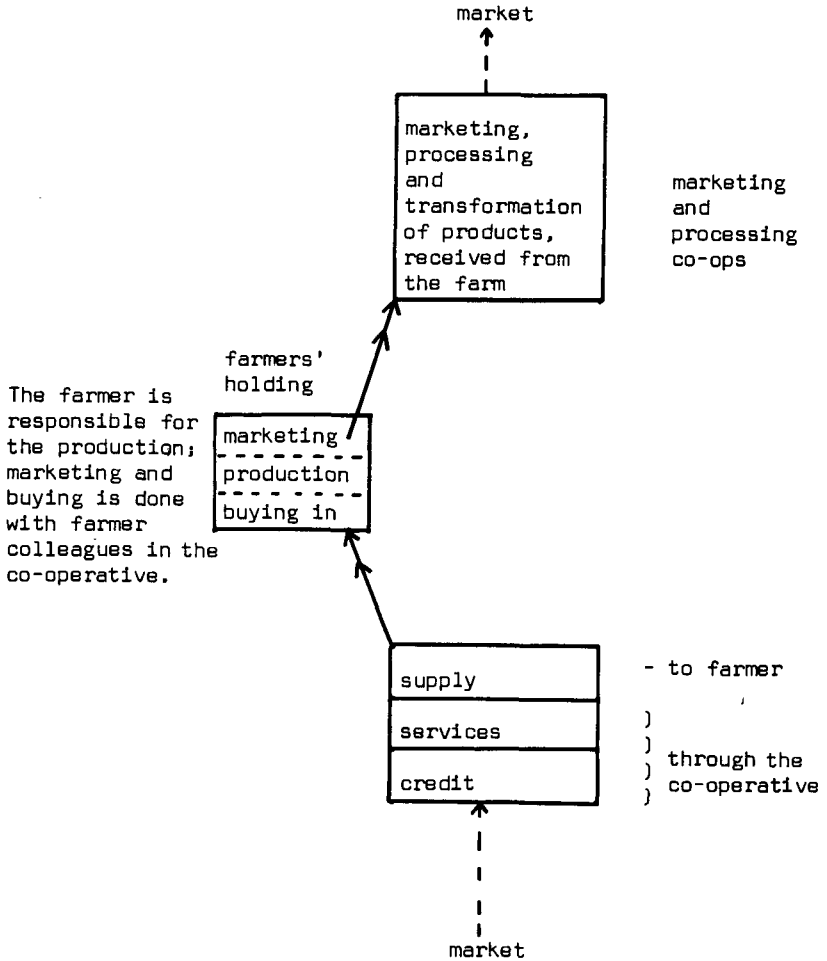 market
marketing,
processing
and
transformation
of products,
received from
the farm
marketing
and
processing
co-ops
farmers'
holding
The farmer is
responsible for
the production;
marketing and
buying is done
with farmer
colleagues in the
co-operative.
marketing
production
buying in
supply
services
credit
- to farmer
)
)
) through the
) co-operative
market